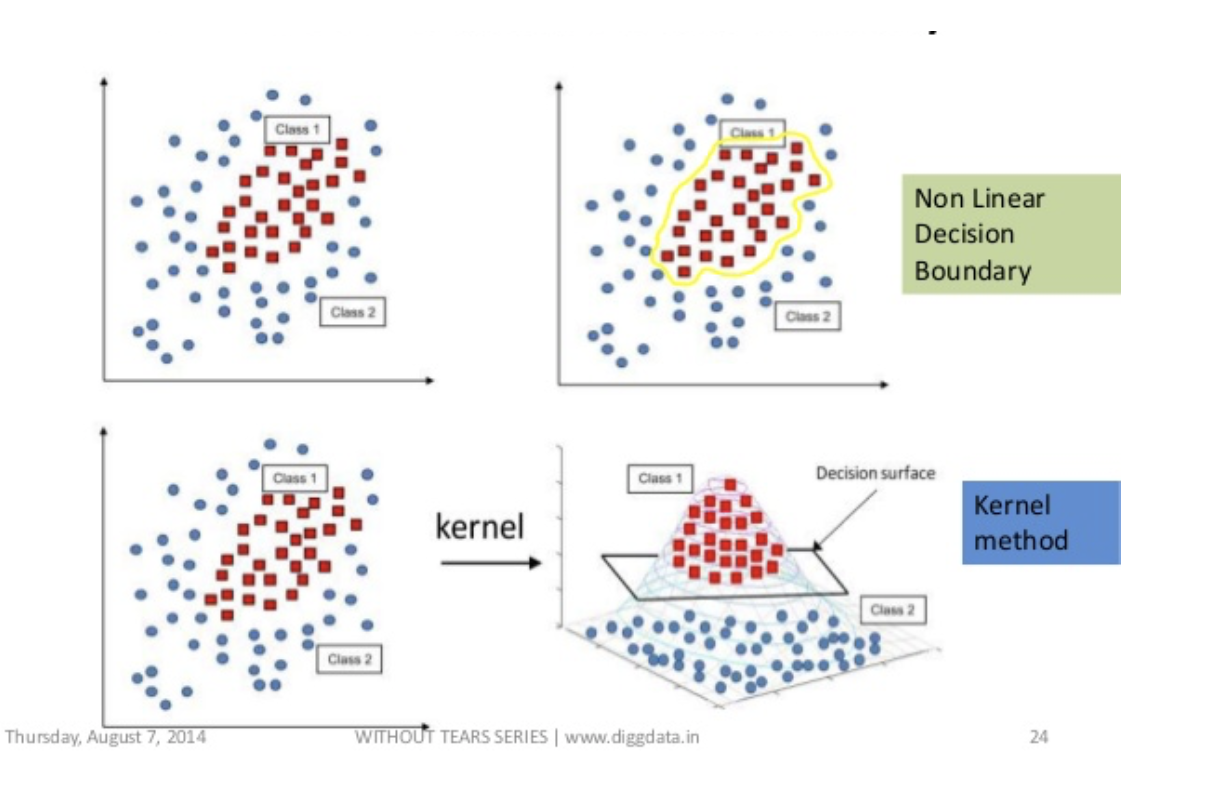 Class 1
Class 2
Class 1
Class 2
Non Linear
Decision
Boundary
Class 1
Class 2
kernel
Class 1
Decision surface
Class 2
Kernel
method
Thursday, August 7, 2014
WITHOUT TEARS SERIES | www.diggdata.in
24